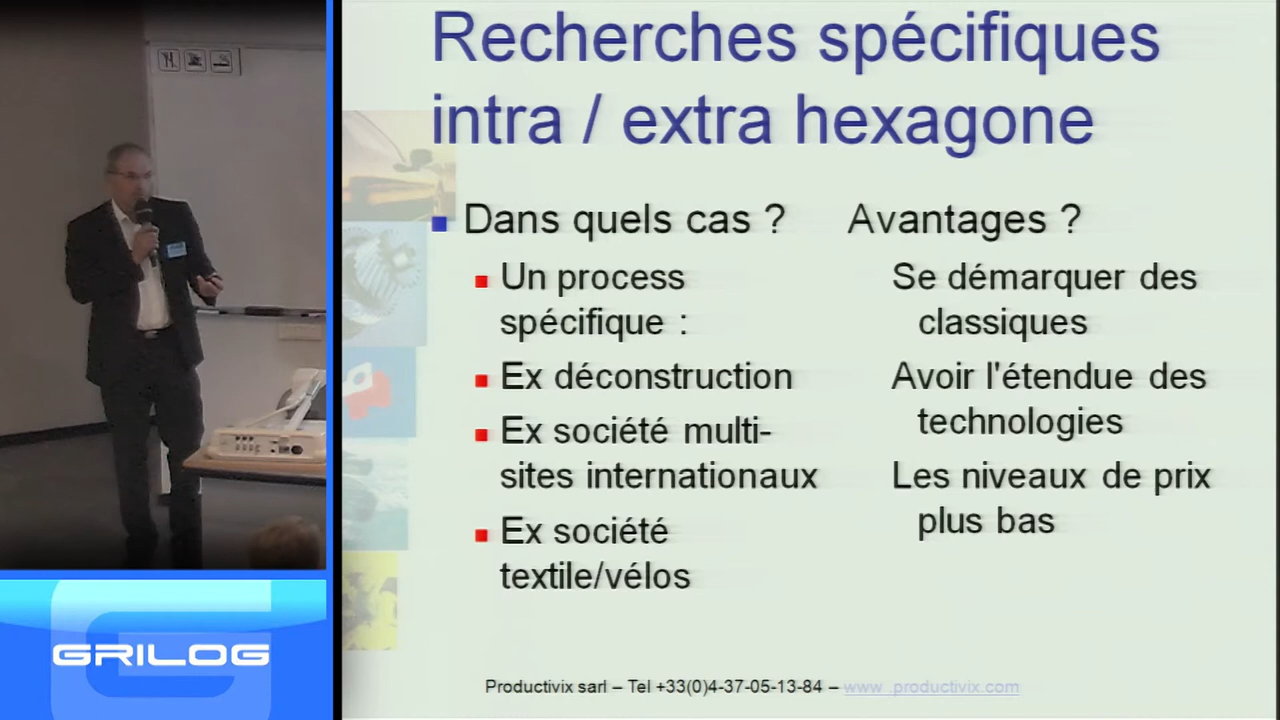 Recherches spécifiques
intra / extra hexagone
Dans quels cas ?
Un process
spécifique :
Ex déconstruction
Ex société multi-
sites internationaux
Ex société
textile/vélos
Avantages ?
Se démarquer des
classiques
Avoir l'étendue des
technologies
Les niveaux de prix
plus bas
Productivix sarl – Tel +33(0)4-37-05-13-84 – www .productivix.com
GRILOG